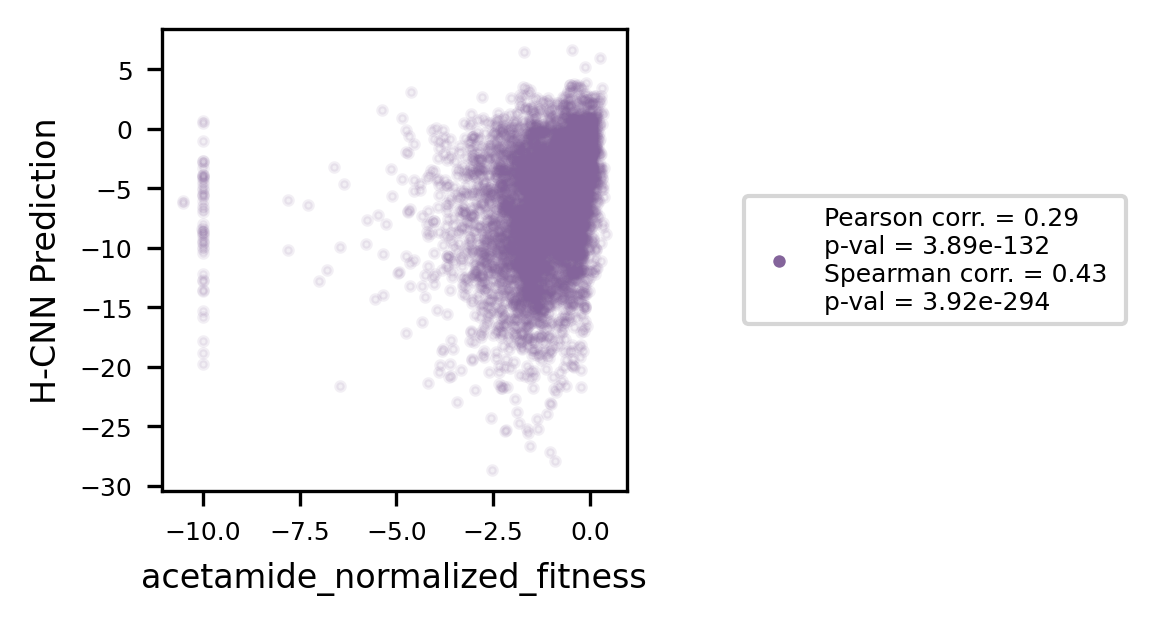 5
0
−5
−10
−15
−20
−25
−30
H-CNN Prediction
−10.0
−7.5
−5.0
−2.5
0.0
acetamide_normalized_fitness
Pearson corr. = 0.29
p-val = 3.89e-132
Spearman corr. = 0.43
p-val = 3.92e-294